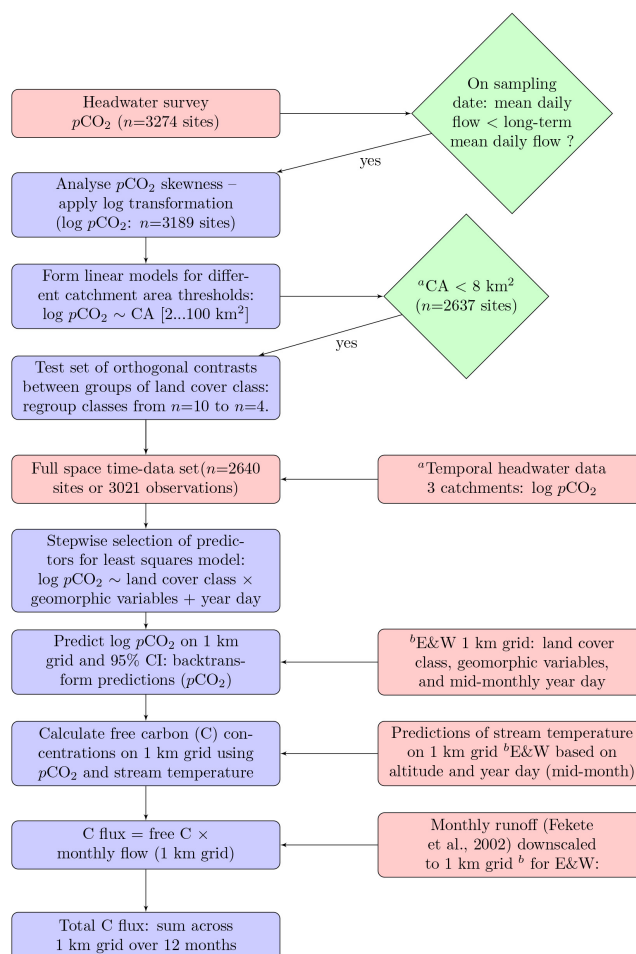 Headwater survey
pCO₂ (n=3274 sites)
On sampling
date: mean daily
flow < long-term
mean daily flow ?
yes
Analyse pCO₂ skewness –
apply log transformation
(log pCO₂: n=3189 sites)
Form linear models for differ-
ent catchment area thresholds:
log pCO₂ ∼ CA [2...100 km²]
ᵃCA < 8 km²
(n=2637 sites)
yes
Test set of orthogonal contrasts
between groups of land cover class:
regroup classes from n=10 to n=4.
Full space time-data set(n=2640
sites or 3021 observations)
ᵃTemporal headwater data
3 catchments: log pCO₂
Stepwise selection of predic-
tors for least squares model:
log pCO₂ ∼ land cover class ×
geomorphic variables + year day
Predict log pCO₂ on 1 km
grid and 95% CI: backtrans-
form predictions (pCO₂)
ᵇE&W 1 km grid: land cover
class, geomorphic variables,
and mid-monthly year day
Calculate free carbon (C) con-
centrations on 1 km grid using
pCO₂ and stream temperature
Predictions of stream temperature
on 1 km grid ᵇE&W based on
altitude and year day (mid-month)
C flux = free C ×
monthly flow (1 km grid)
Monthly runoff (Fekete
et al., 2002) downscaled
to 1 km grid ᵇ for E&W:
Total C flux: sum across
1 km grid over 12 months